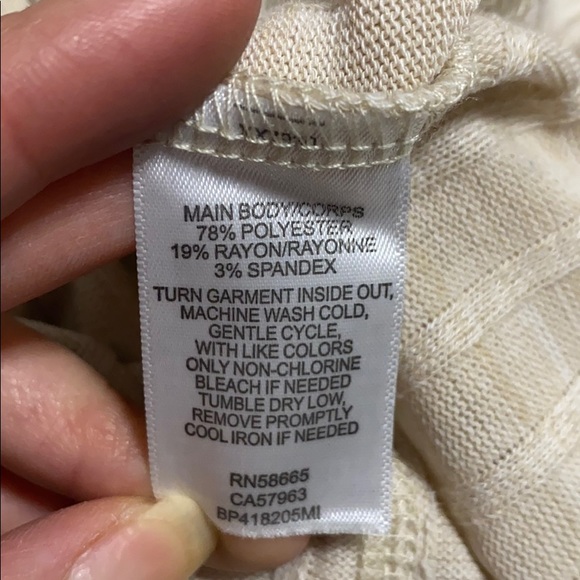 MAIN BODY/CORPS
78% POLYESTER
19% RAYON/RAYONNE
3% SPANDEX
TURN GARMENT INSIDE OUT,
MACHINE WASH COLD,
GENTLE CYCLE,
WITH LIKE COLORS
ONLY NON-CHLORINE
BLEACH IF NEEDED
TUMBLE DRY LOW,
REMOVE PROMPTLY
COOL IRON IF NEEDED
RN58665
CA57963
BP418205MI